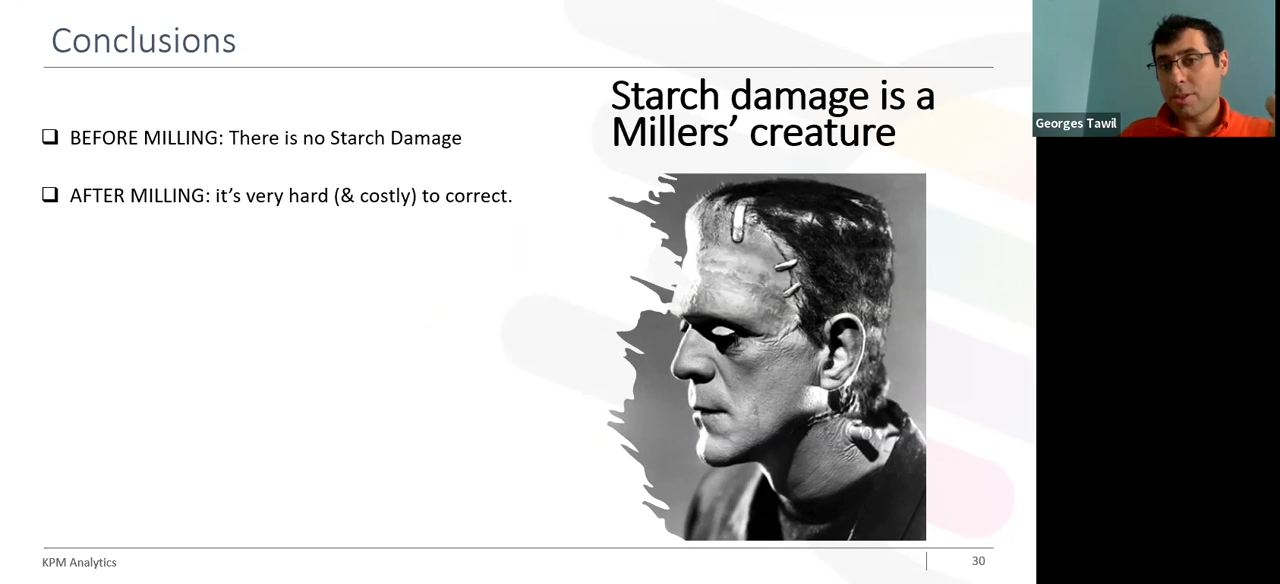 Conclusions
Starch damage is a
Millers’ creature
❑ BEFORE MILLING: There is no Starch Damage
❑ AFTER MILLING: it’s very hard (& costly) to correct.
Georges Tawil
KPM Analytics
30